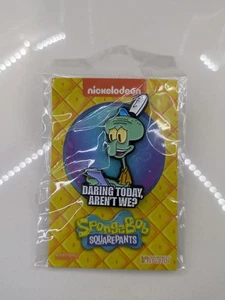 nickelodeon
DARING TODAY,
AREN'T WE?
SpongeBob
SQUAREPANTS